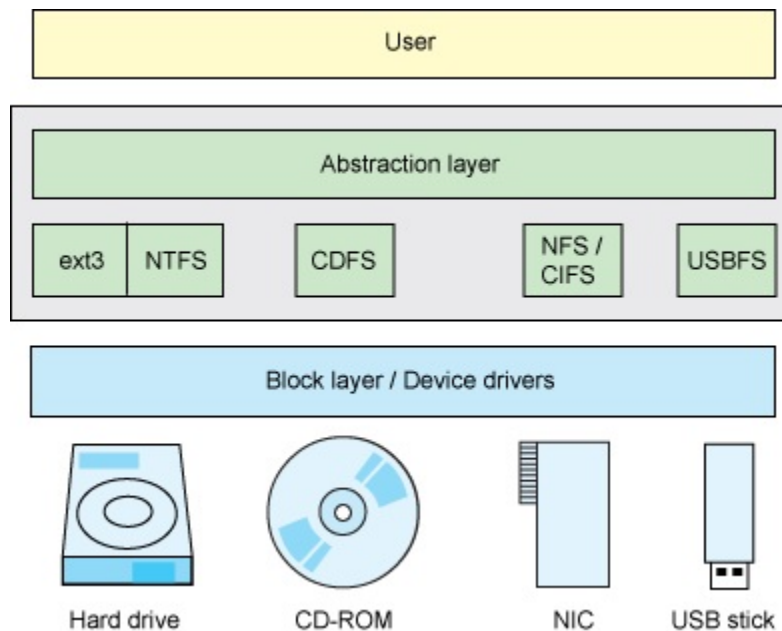 User
Abstraction layer
ext3
NTFS
CDFS
NFS /
CIFS
USBFS
Block layer / Device drivers
Hard drive
CD-ROM
NIC
USB stick